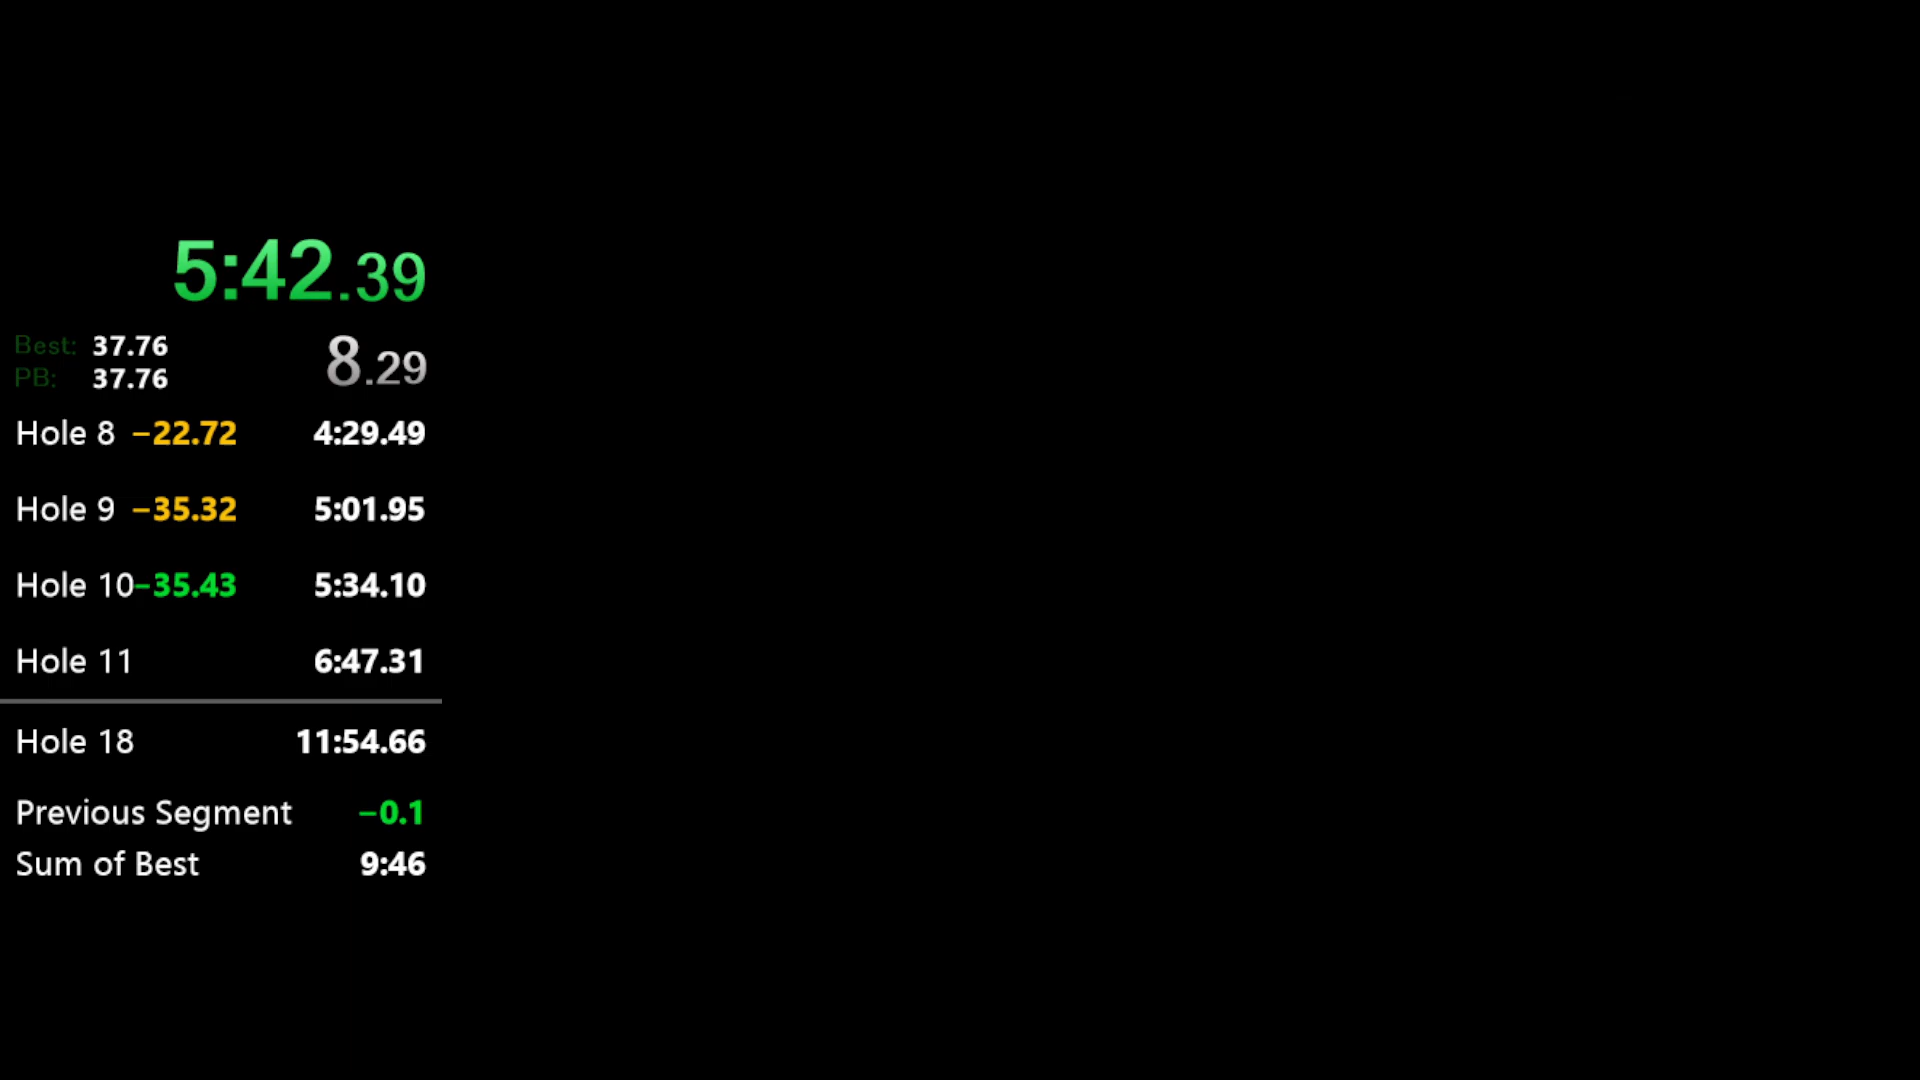 5:42.39
Best: 37.76
PB: 37.76
8.29
Hole 8 −22.72 4:29.49
Hole 9 −35.32 5:01.95
Hole 10−35.43 5:34.10
Hole 11 6:47.31
Hole 18 11:54.66
Previous Segment −0.1
Sum of Best 9:46